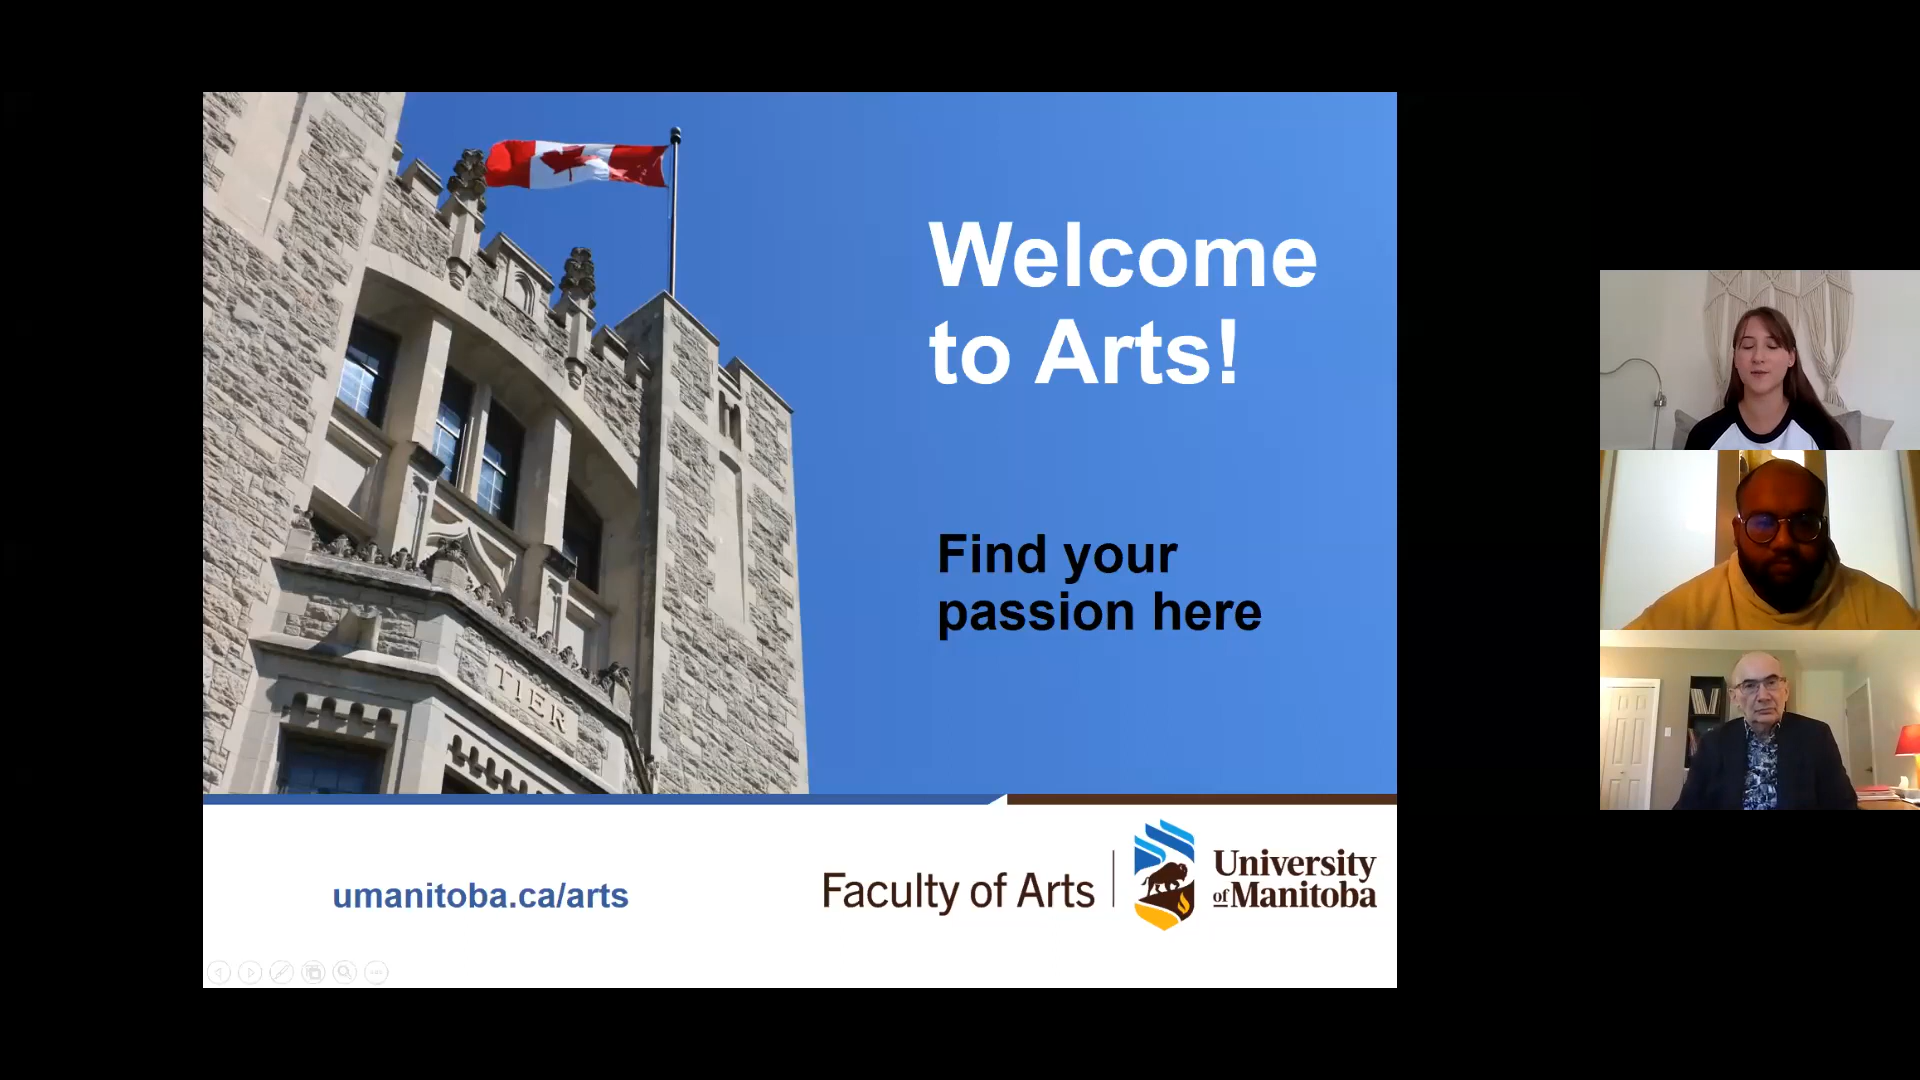 Welcome
to Arts!
Find your
passion here
TIER
umanitoba.ca/arts
Faculty of Arts
University
of Manitoba